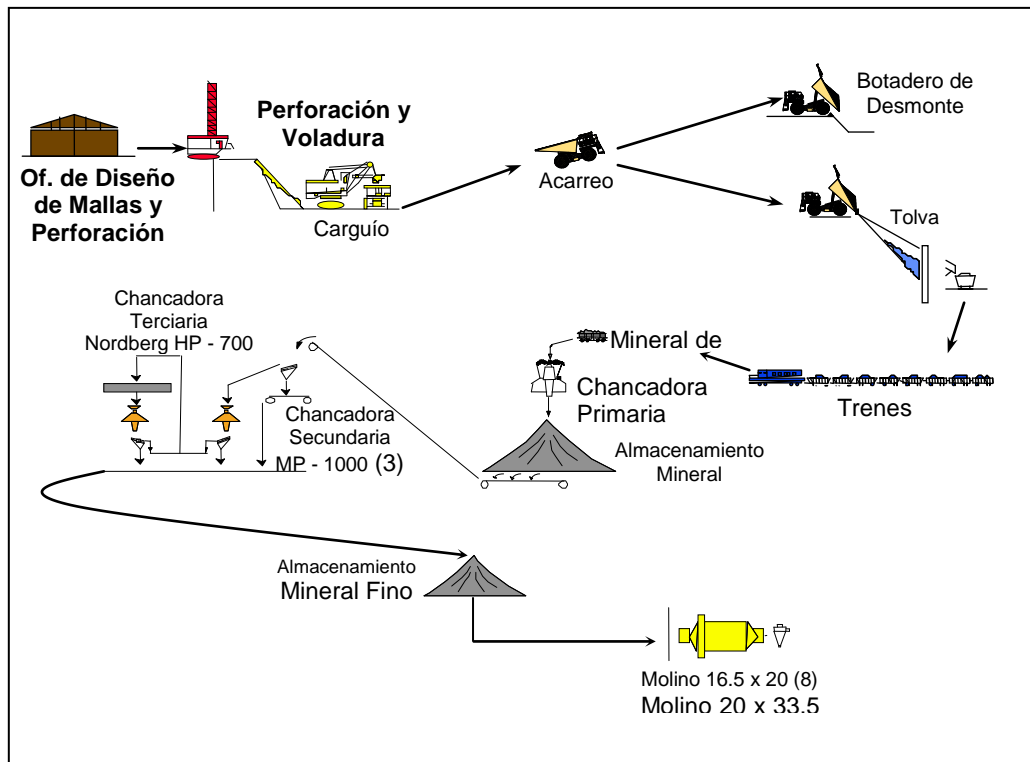 Of. de Diseño
de Mallas y
Perforación
Perforación y
Voladura
Carguío
Acarreo
Botadero de
Desmonte
Tolva
Trenes
Mineral de
Chancadora
Primaria
Almacenamiento
Mineral
Chancadora
Terciaria
Nordberg HP - 700
Chancadora
Secundaria
MP - 1000 (3)
Almacenamiento
Mineral Fino
Molino 16.5 x 20 (8)
Molino 20 x 33.5